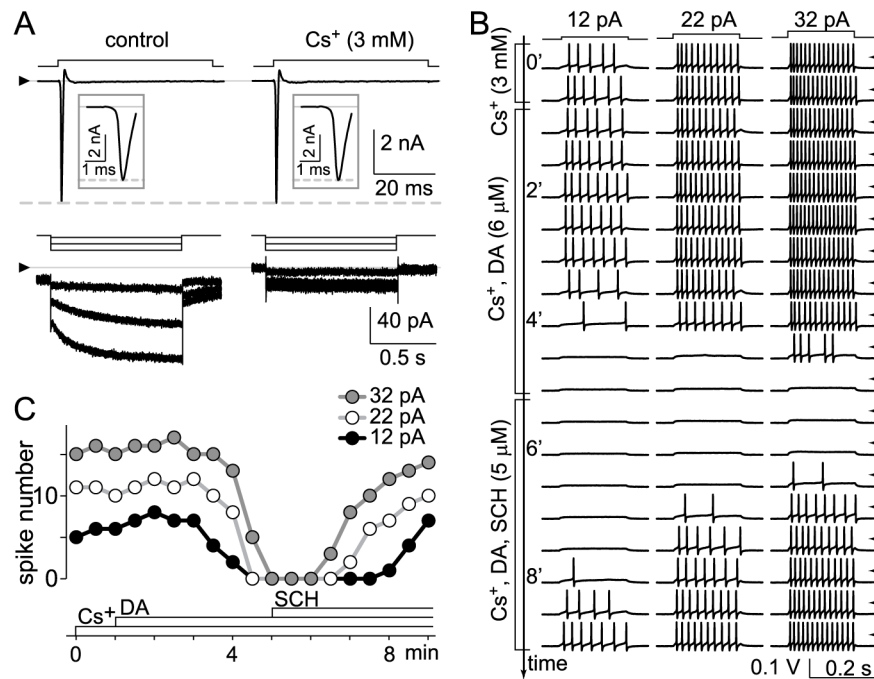 A
control
Cs+ (3 mM)
2 nA
1 ms
2 nA
1 ms
2 nA
20 ms
40 pA
0.5 s
B
12 pA
22 pA
32 pA
0'
2'
4'
6'
8'
Cs+ (3 mM)
Cs+, DA (6 µM)
Cs+, DA, SCH (5 µM)
time
0.1 V
0.2 s
C
32 pA
22 pA
12 pA
spike number
10
0
Cs+
DA
SCH
0
4
8
min